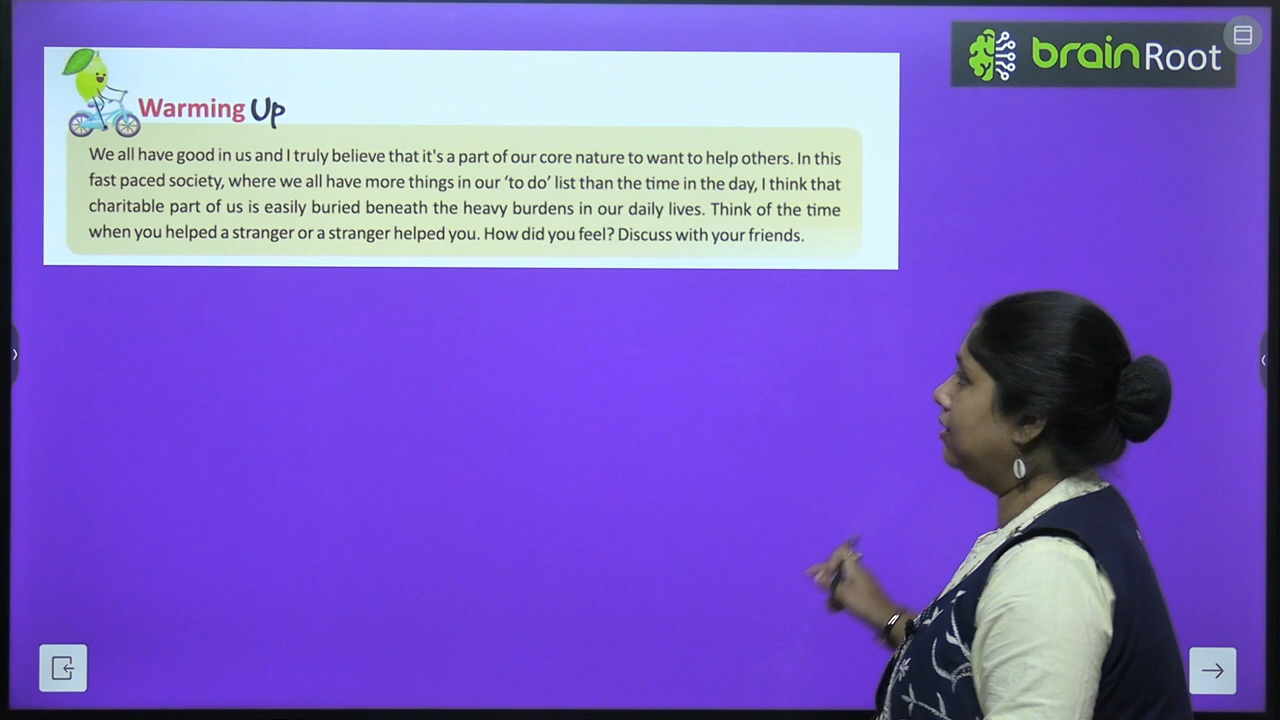 brainRoot
Warming Up
We all have good in us and I truly believe that it's a part of our core nature to want to help others. In this
fast paced society, where we all have more things in our ‘to do’ list than the time in the day, I think that
charitable part of us is easily buried beneath the heavy burdens in our daily lives. Think of the time
when you helped a stranger or a stranger helped you. How did you feel? Discuss with your friends.